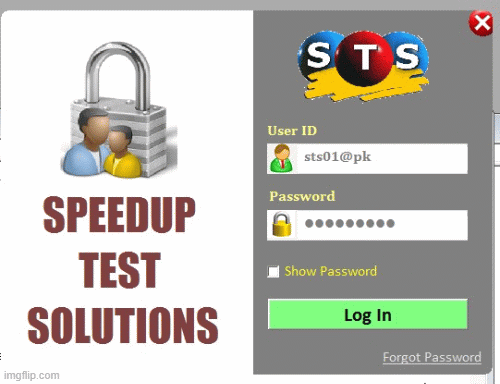 SPEEDUP
TEST
SOLUTIONS
STS
User ID
sts01@pk
Password
●●●●●●●●●
Show Password
Log In
Forgot Password
imgflip.com